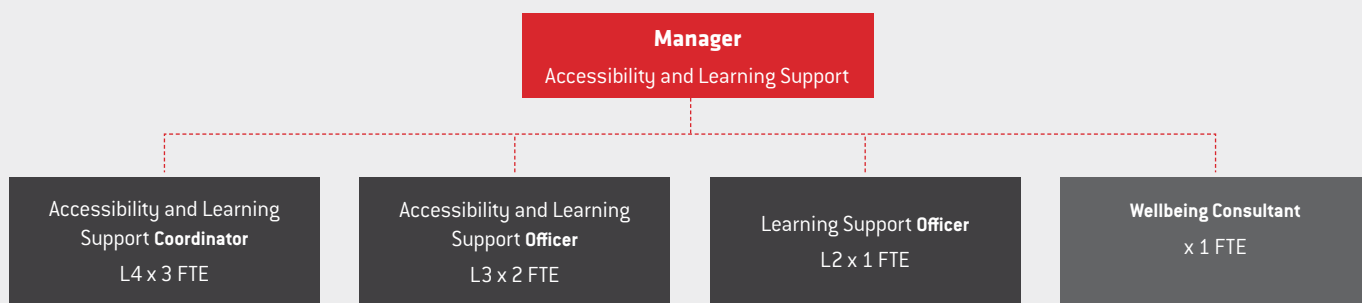 Manager
Accessibility and Learning Support
Accessibility and Learning
Support Coordinator
L4 x 3 FTE
Accessibility and Learning
Support Officer
L3 x 2 FTE
Learning Support Officer
L2 x 1 FTE
Wellbeing Consultant
x 1 FTE